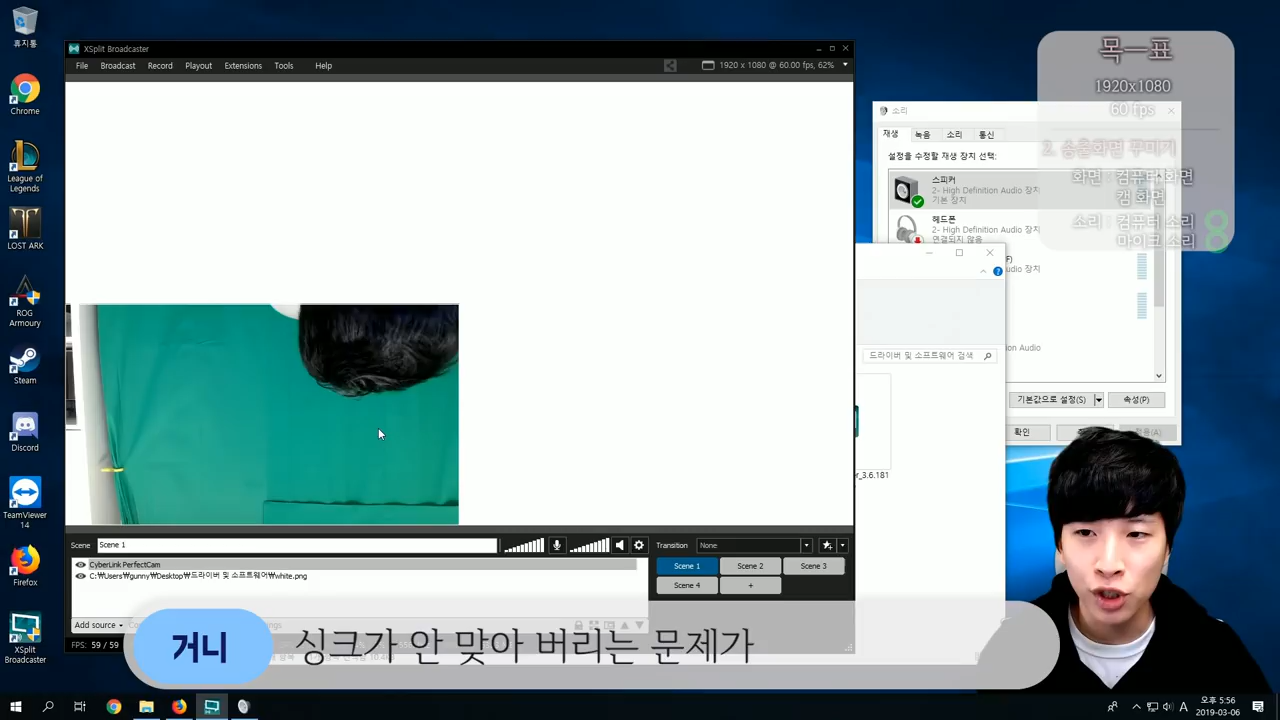 휴지통
Chrome
League of
Legends
LOST ARK
ROG
Armoury
Steam
Discord
TeamViewer
14
Firefox
XSplit
Broadcaster
XSplit Broadcaster
File Broadcast Record Playout Extensions Tools Help
1920 x 1080 @ 60.00 fps, 62%
Scene Scene 1
Transition None
CyberLink PerfectCam
C:₩Users₩gunny₩Desktop₩드라이버 및 소프트웨어₩white.png
Scene 1 Scene 2 Scene 3
Scene 4 +
Add source
FPS: 59 / 59
소리
재생 녹음 소리 통신
설정을 수정할 재생 장치 선택:
스피커
2- High Definition Audio 장치
기본 장치
헤드폰
2- High Definition Audio 장치
연결되지 않음
udio 장치
ion Audio
기본값으로 설정(S) 속성(P)
확인
드라이버 및 소프트웨어 검색
er_3.6.181
목표
1920x1080
60 fps
2. 송출화면 꾸미기
화면 : 컴퓨터화면
캠 화면
소리 : 컴퓨터 소리
마이크 소리
거니 싱크가 안 맞아 버리는 문제가
A
오후 5:56
2019-03-06